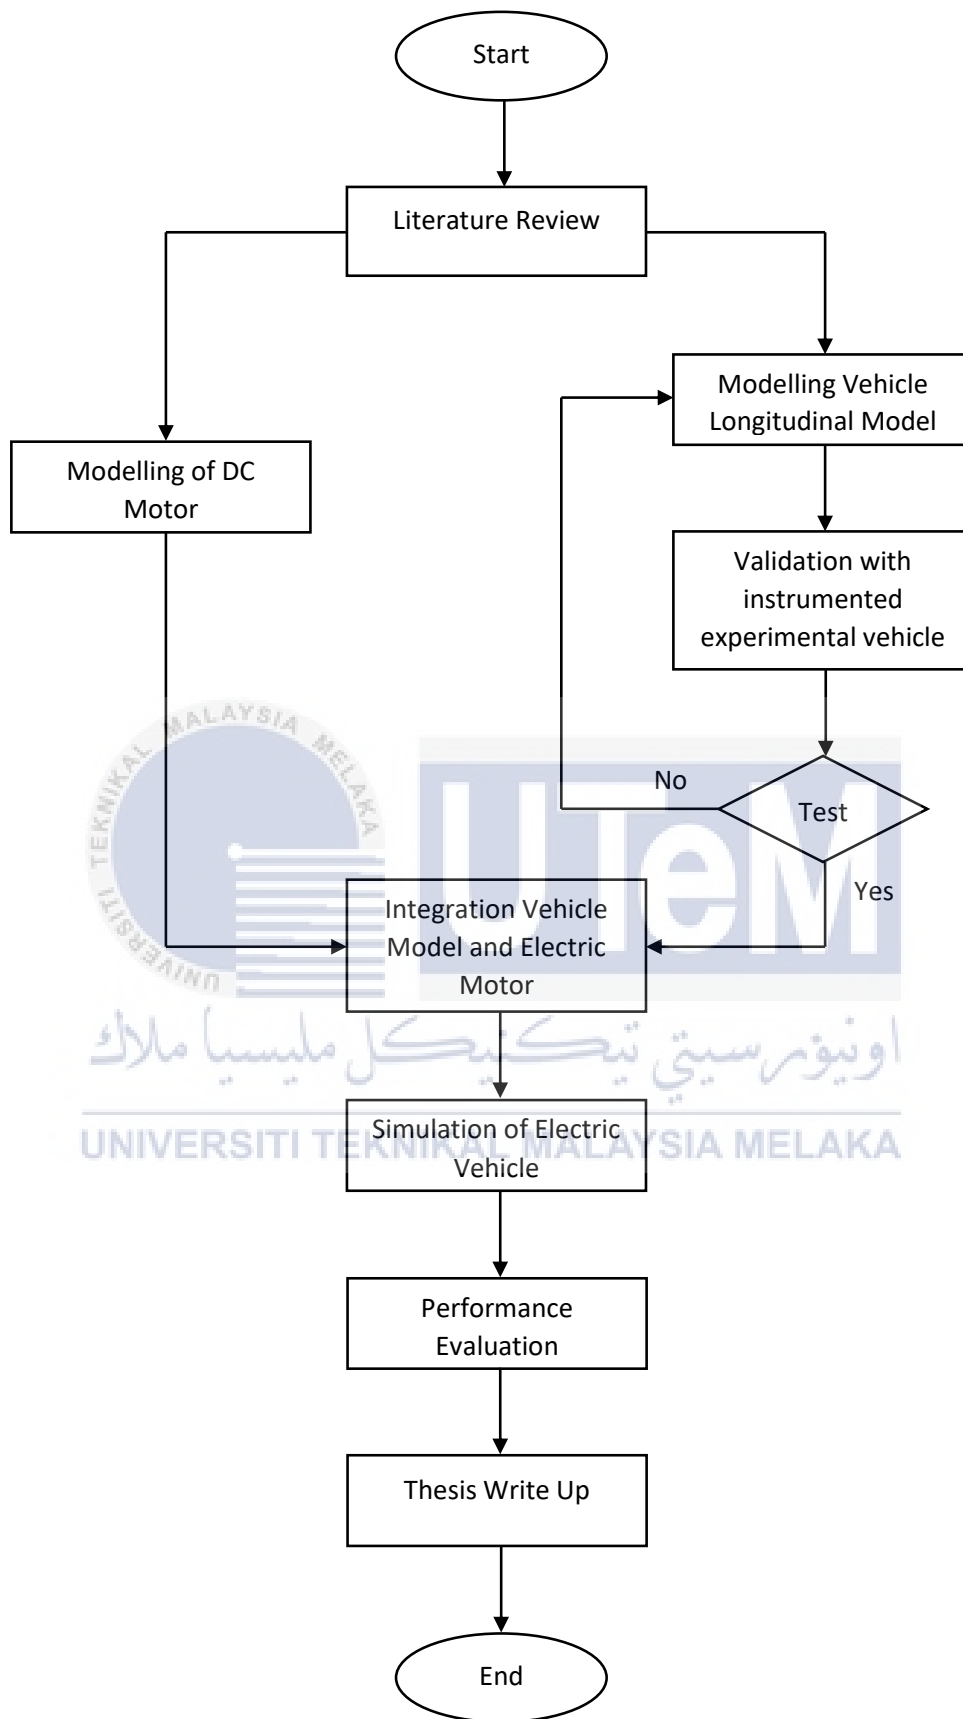 Start
Literature Review
Modelling Vehicle
Longitudinal Model
Modelling of DC
Motor
Validation with
instrumented
experimental vehicle
UNIVERSITI TEKNIKAL MALAYSIA MELAKA
UTeM
No
Test
Yes
Integration Vehicle
Model and Electric
Motor
اونيۏرسيتي تيكنيكل مليسيا ملاك
Simulation of Electric
Vehicle
UNIVERSITI TEKNIKAL MALAYSIA MELAKA
Performance
Evaluation
Thesis Write Up
End